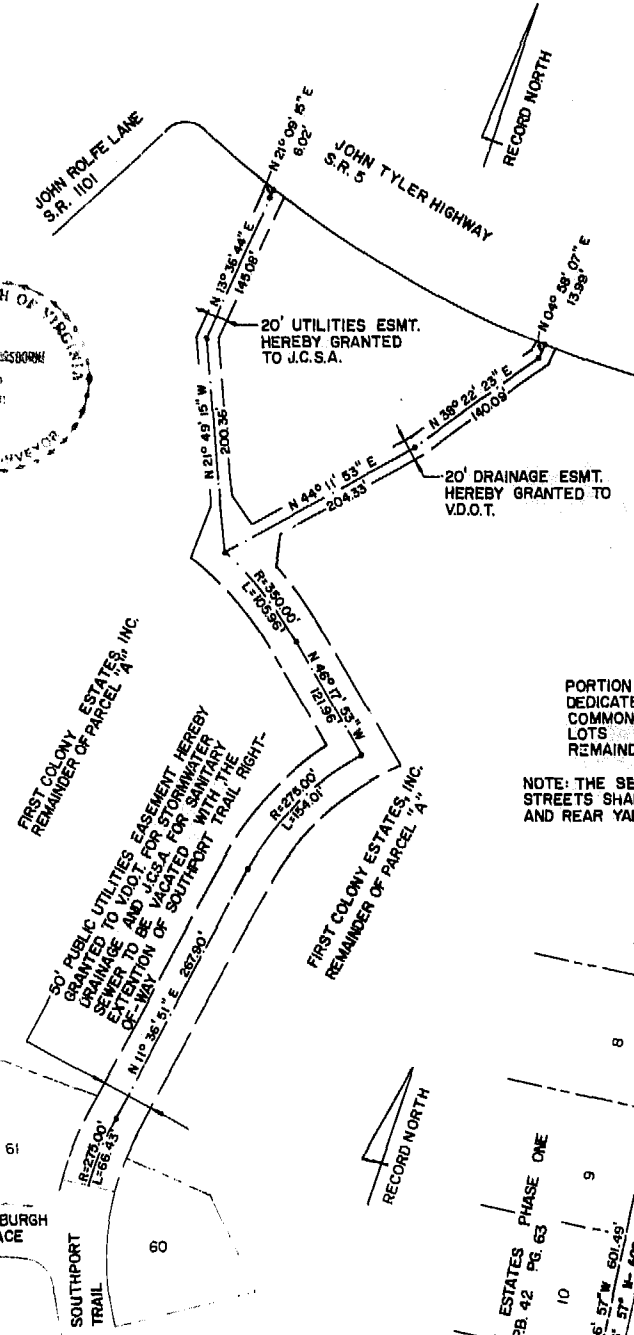 RECORD NORTH
N 21° 09' 15" E
6.02'
JOHN ROLFE LANE
S.R. 1101
JOHN TYLER HIGHWAY
S.R. 5
N 04° 58' 07" E
13.99'
N 13° 36' 44" E
145.08'
H OF VIRGINIA
20' UTILITIES ESMT.
HEREBY GRANTED
TO J.C.S.A.
N 38° 22' 23" E
140.09'
N 21° 49' 15" W
200.36'
N 44° 11' 53" E
204.33'
20' DRAINAGE ESMT.
HEREBY GRANTED TO
V.D.O.T.
R=350.00'
L=105.96'
N 46° 17' 53" W
121.96'
FIRST COLONY ESTATES, INC.
REMAINDER OF PARCEL "A"
PORTION
DEDICATE
COMMON
LOTS
REMAIND
NOTE: THE SE
STREETS SHA
AND REAR YA
R=275.00'
L=154.01'
FIRST COLONY ESTATES, INC.
REMAINDER OF PARCEL "A"
50' PUBLIC UTILITIES EASEMENT HEREBY
GRANTED TO V.D.O.T. FOR STORMWATER
DRAINAGE AND J.C.S.A. FOR SANITARY
SEWER TO BE VACATED WITH THE
EXTENTION OF SOUTHPORT TRAIL RIGHT-
OF-WAY
N 11° 36' 51" E 267.90'
8
RECORD NORTH
R=275.00'
L=66.43'
61
9
BURGH
ACE
60
SOUTHPORT
TRAIL
ESTATES PHASE ONE
P.B. 42 PG. 63
10
6' 57" W 601.49'
57" W